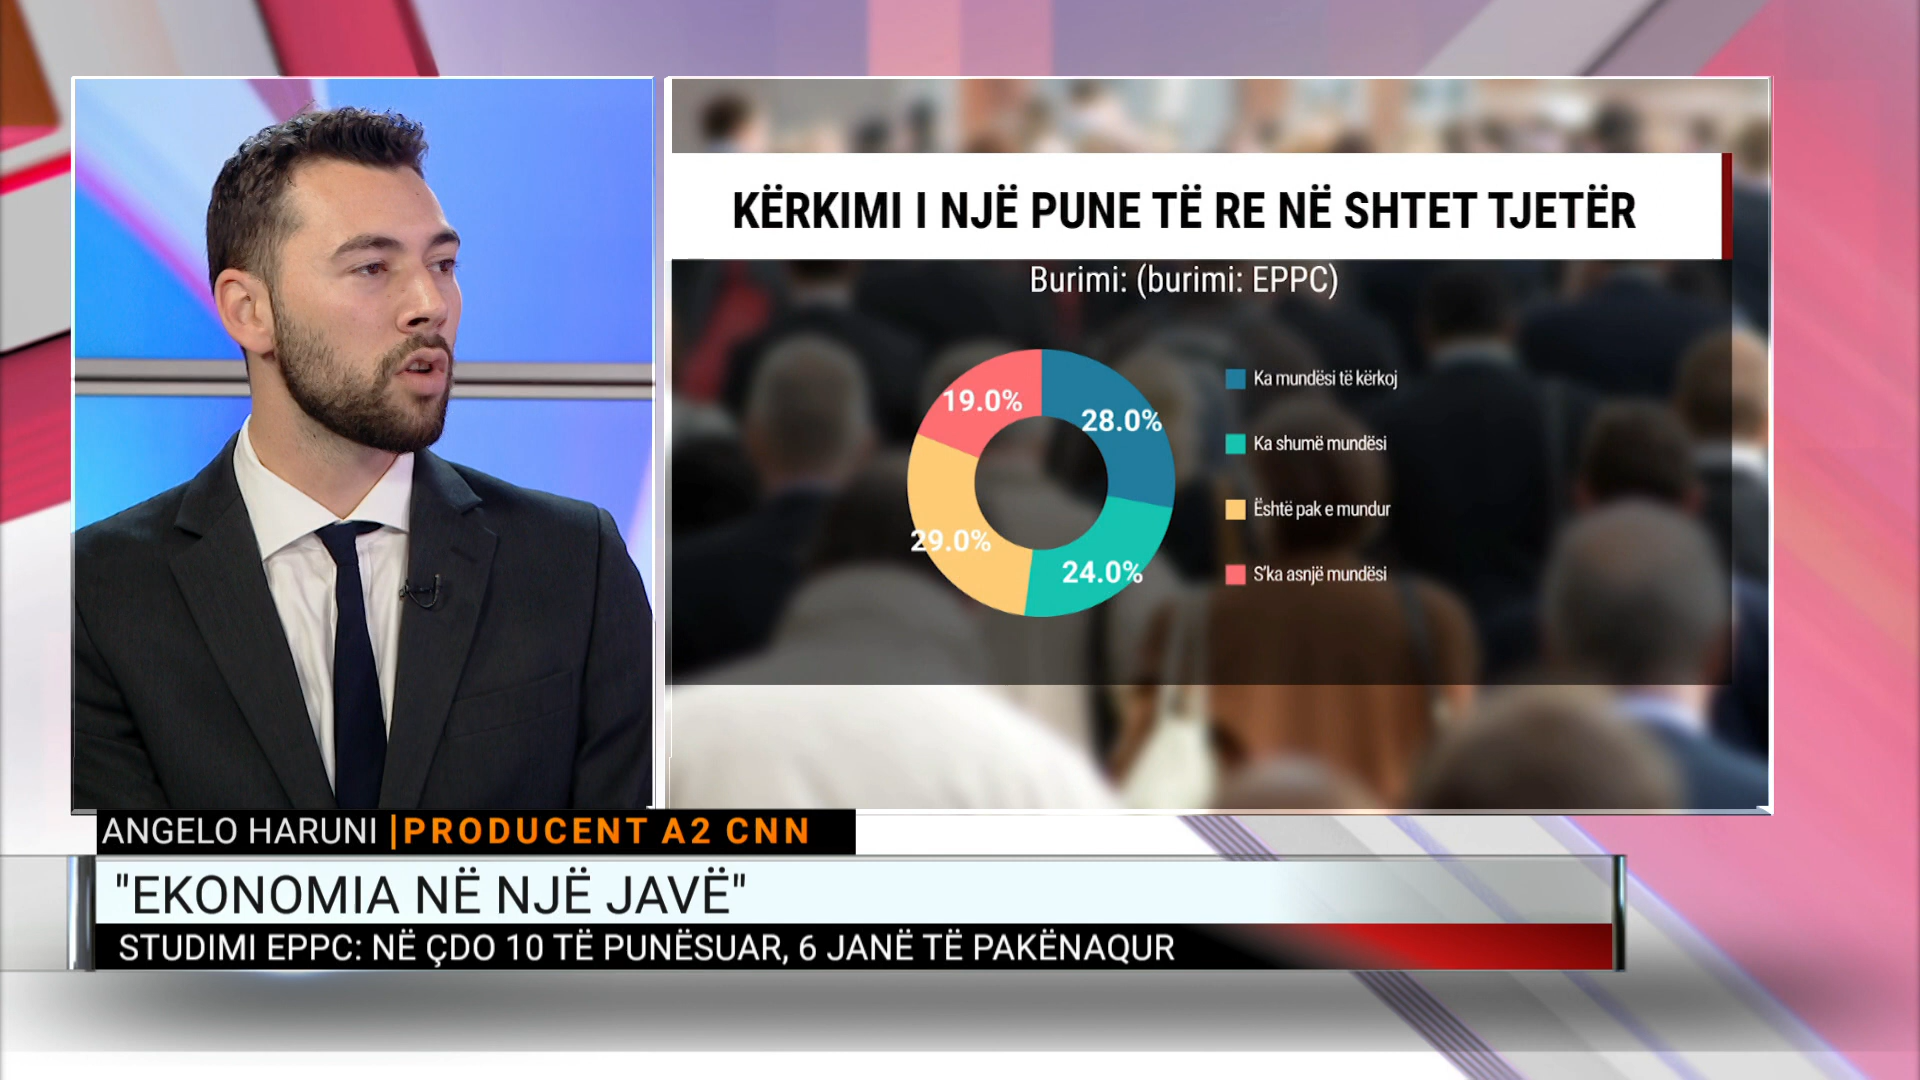 KËRKIMI I NJË PUNE TË RE NË SHTET TJETËR
Burimi: (burimi: EPPC)
19.0%
28.0%
29.0%
24.0%
Ka mundësi të kërkoj
Ka shumë mundësi
Është pak e mundur
S'ka asnjë mundësi
ANGELO HARUNI |PRODUCENT A2 CNN
"EKONOMIA NË NJË JAVË"
STUDIMI EPPC: NË ÇDO 10 TË PUNËSUAR, 6 JANË TË PAKËNAQUR